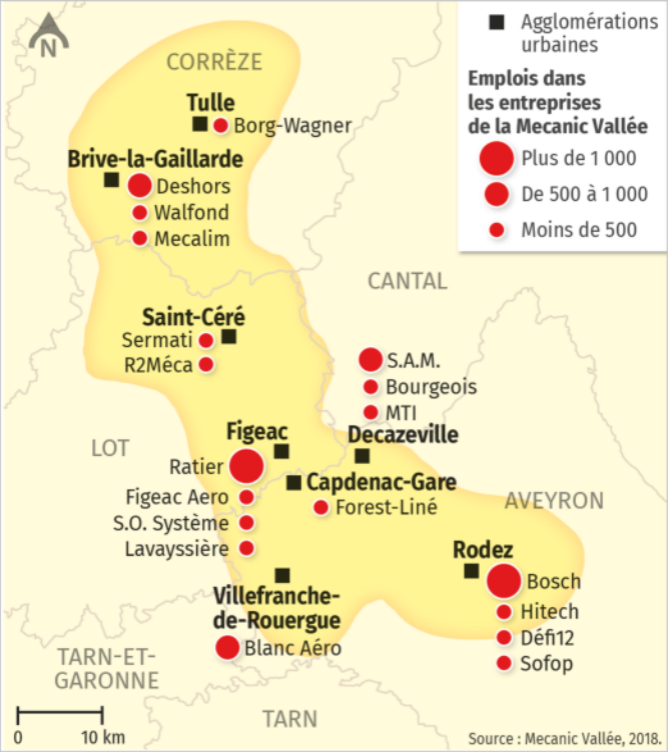 N
Agglomérations
urbaines
Emplois dans
les entreprises
de la Mecanic Vallée
Plus de 1 000
De 500 à 1 000
Moins de 500
CORRÈZE
Tulle
Borg-Wagner
Brive-la-Gaillarde
Deshors
Walfond
Mecalim
CANTAL
Saint-Céré
Sermati
R2Méca
S.A.M.
Bourgeois
MTI
Decazeville
LOT
Figeac
Ratier
Figeac Aero
S.O. Système
Lavayssière
Capdenac-Gare
Forest-Liné
AVEYRON
Rodez
Bosch
Hitech
Défi12
Sofop
Villefranche-
de-Rouergue
Blanc Aéro
TARN-ET-
GARONNE
TARN
0 10 km
Source : Mecanic Vallée, 2018.